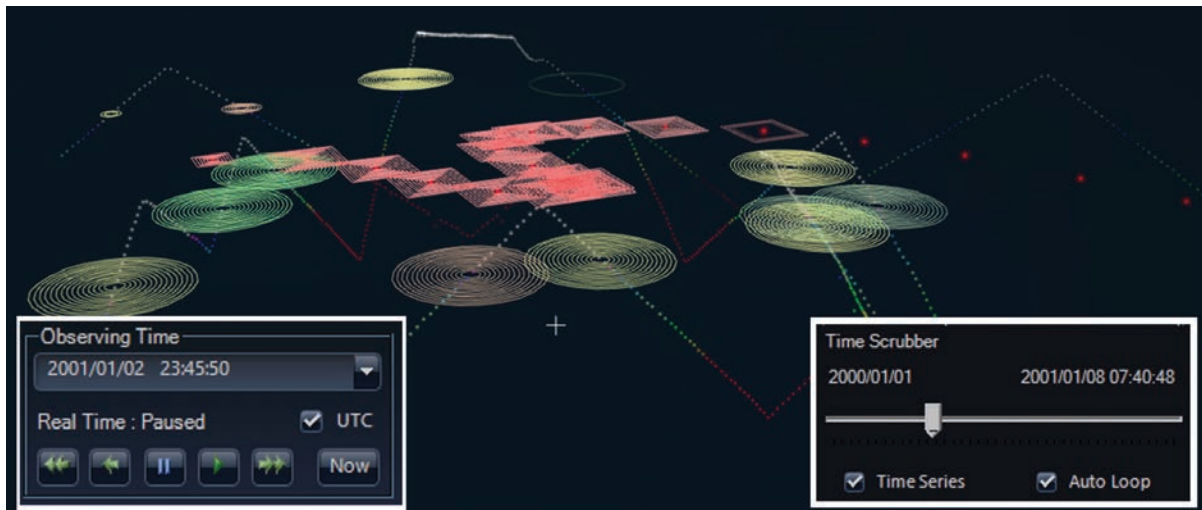 Observing Time
2001/01/02 23:45:50
Real Time : Paused
UTC
Now
Time Scrubber
2000/01/01
2001/01/08 07:40:48
Time Series
Auto Loop